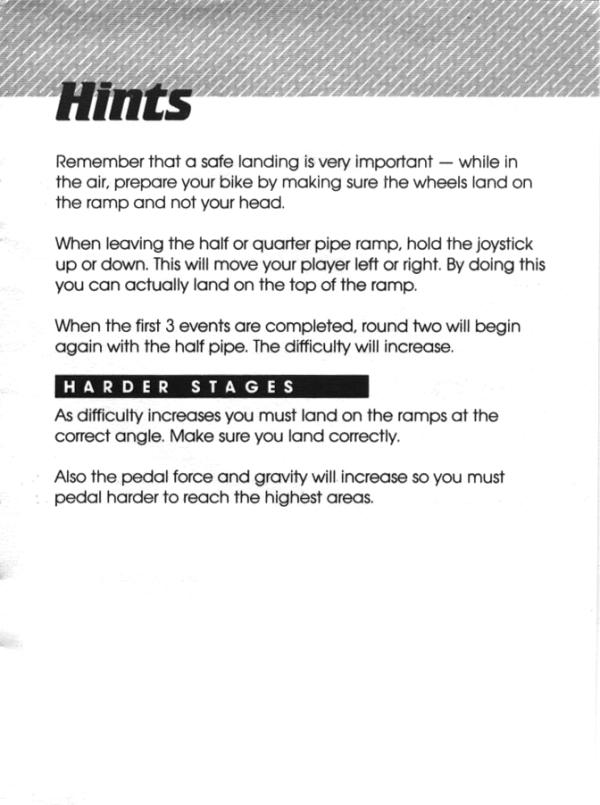 Hints
Remember that a safe landing is very important — while in
the air, prepare your bike by making sure the wheels land on
the ramp and not your head.
When leaving the half or quarter pipe ramp, hold the joystick
up or down. This will move your player left or right. By doing this
you can actually land on the top of the ramp.
When the first 3 events are completed, round two will begin
again with the half pipe. The difficulty will increase.
HARDER STAGES
As difficulty increases you must land on the ramps at the
correct angle. Make sure you land correctly.
Also the pedal force and gravity will increase so you must
pedal harder to reach the highest areas.